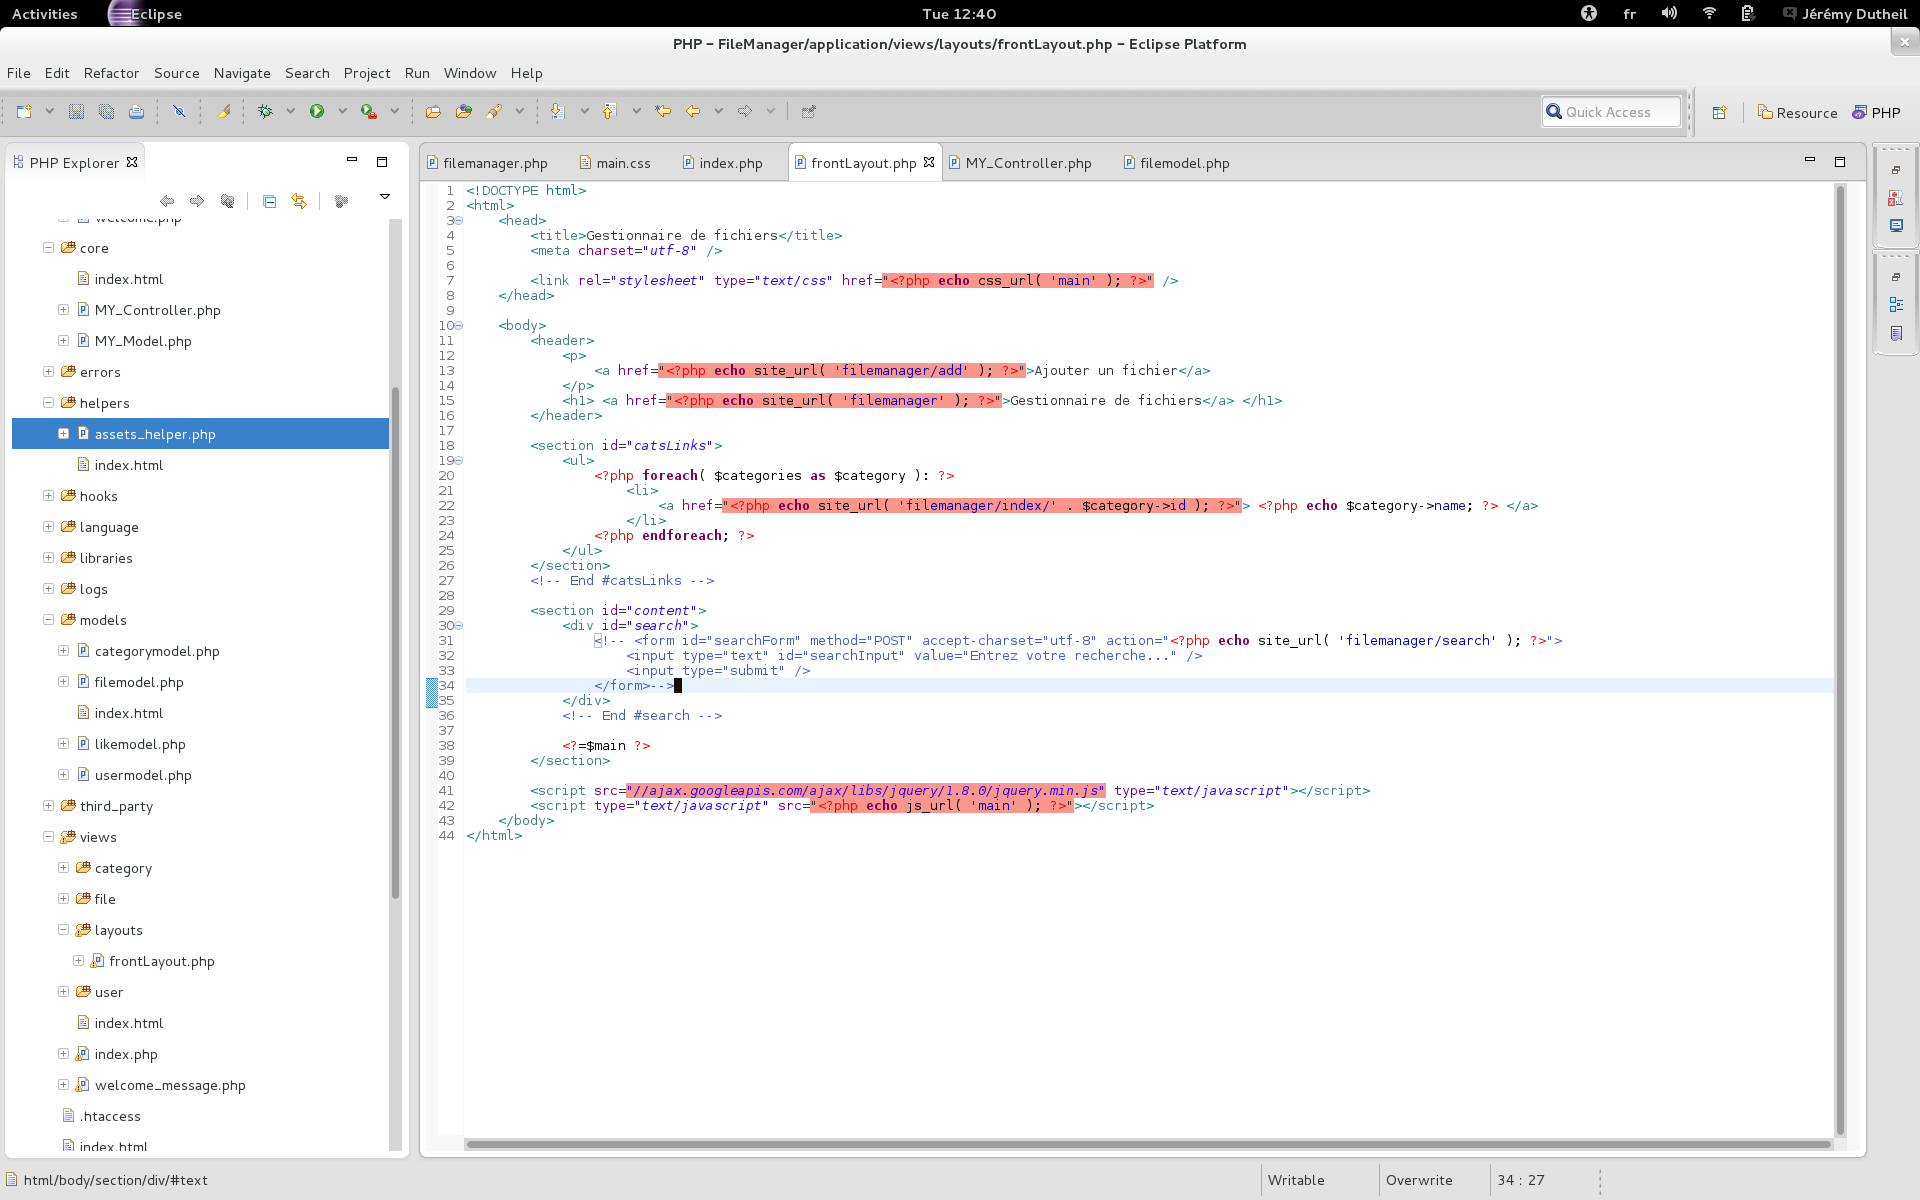 Activities
Eclipse
Tue 12:40
fr
Jérémy Dutheil
PHP - FileManager/application/views/layouts/frontLayout.php - Eclipse Platform
File Edit Refactor Source Navigate Search Project Run Window Help
Quick Access
Resource
PHP
PHP Explorer
welcome.php
core
index.html
MY_Controller.php
MY_Model.php
errors
helpers
assets_helper.php
index.html
hooks
language
libraries
logs
models
categorymodel.php
filemodel.php
index.html
likemodel.php
usermodel.php
third_party
views
category
file
layouts
frontLayout.php
user
index.html
index.php
welcome_message.php
.htaccess
index.html
filemanager.php main.css index.php frontLayout.php MY_Controller.php filemodel.php
1 <!DOCTYPE html>
2 <html>
3 <head>
4 <title>Gestionnaire de fichiers</title>
5 <meta charset="utf-8" />
6
7 <link rel="stylesheet" type="text/css" href="<?php echo css_url( 'main' ); ?>" />
8 </head>
9
10 <body>
11 <header>
12 <p>
13 <a href="<?php echo site_url( 'filemanager/add' ); ?>">Ajouter un fichier</a>
14 </p>
15 <h1> <a href="<?php echo site_url( 'filemanager' ); ?>">Gestionnaire de fichiers</a> </h1>
16 </header>
17
18 <section id="catsLinks">
19 <ul>
20 <?php foreach( $categories as $category ): ?>
21 <li>
22 <a href="<?php echo site_url( 'filemanager/index/' . $category->id ); ?>"> <?php echo $category->name; ?> </a>
23 </li>
24 <?php endforeach; ?>
25 </ul>
26 </section>
27 <!-- End #catsLinks -->
28
29 <section id="content">
30 <div id="search">
31 <!-- <form id="searchForm" method="POST" accept-charset="utf-8" action="<?php echo site_url( 'filemanager/search' ); ?>">
32 <input type="text" id="searchInput" value="Entrez votre recherche..." />
33 <input type="submit" />
34 </form>-->
35 </div>
36 <!-- End #search -->
37
38 <?=$main ?>
39 </section>
40
41 <script src="//ajax.googleapis.com/ajax/libs/jquery/1.8.0/jquery.min.js" type="text/javascript"></script>
42 <script type="text/javascript" src="<?php echo js_url( 'main' ); ?>"></script>
43 </body>
44 </html>
html/body/section/div/#text
Writable
Overwrite
34 : 27